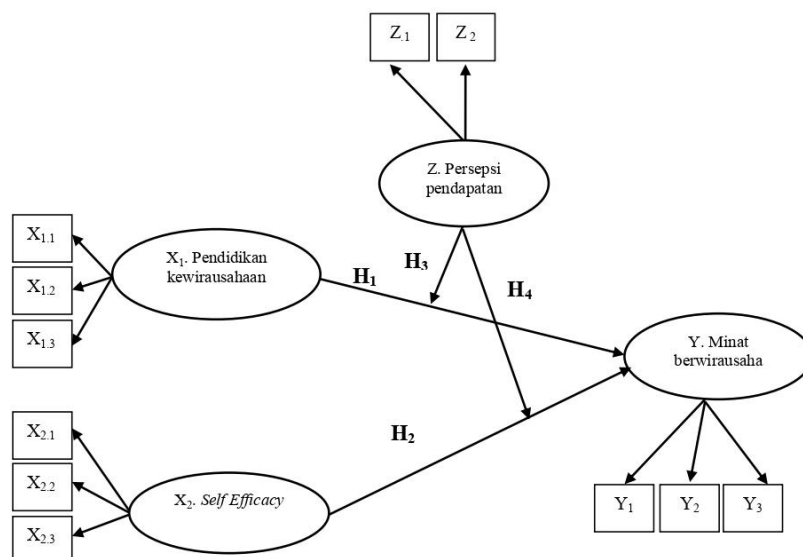 Z.1
Z.2
Z. Persepsi
pendapatan
X1.1
X1.2
X1.3
X1. Pendidikan
kewirausahaan
H1
H3
H4
Y. Minat
berwirausaha
X2.1
X2.2
X2.3
X2. Self Efficacy
H2
Y1
Y2
Y3